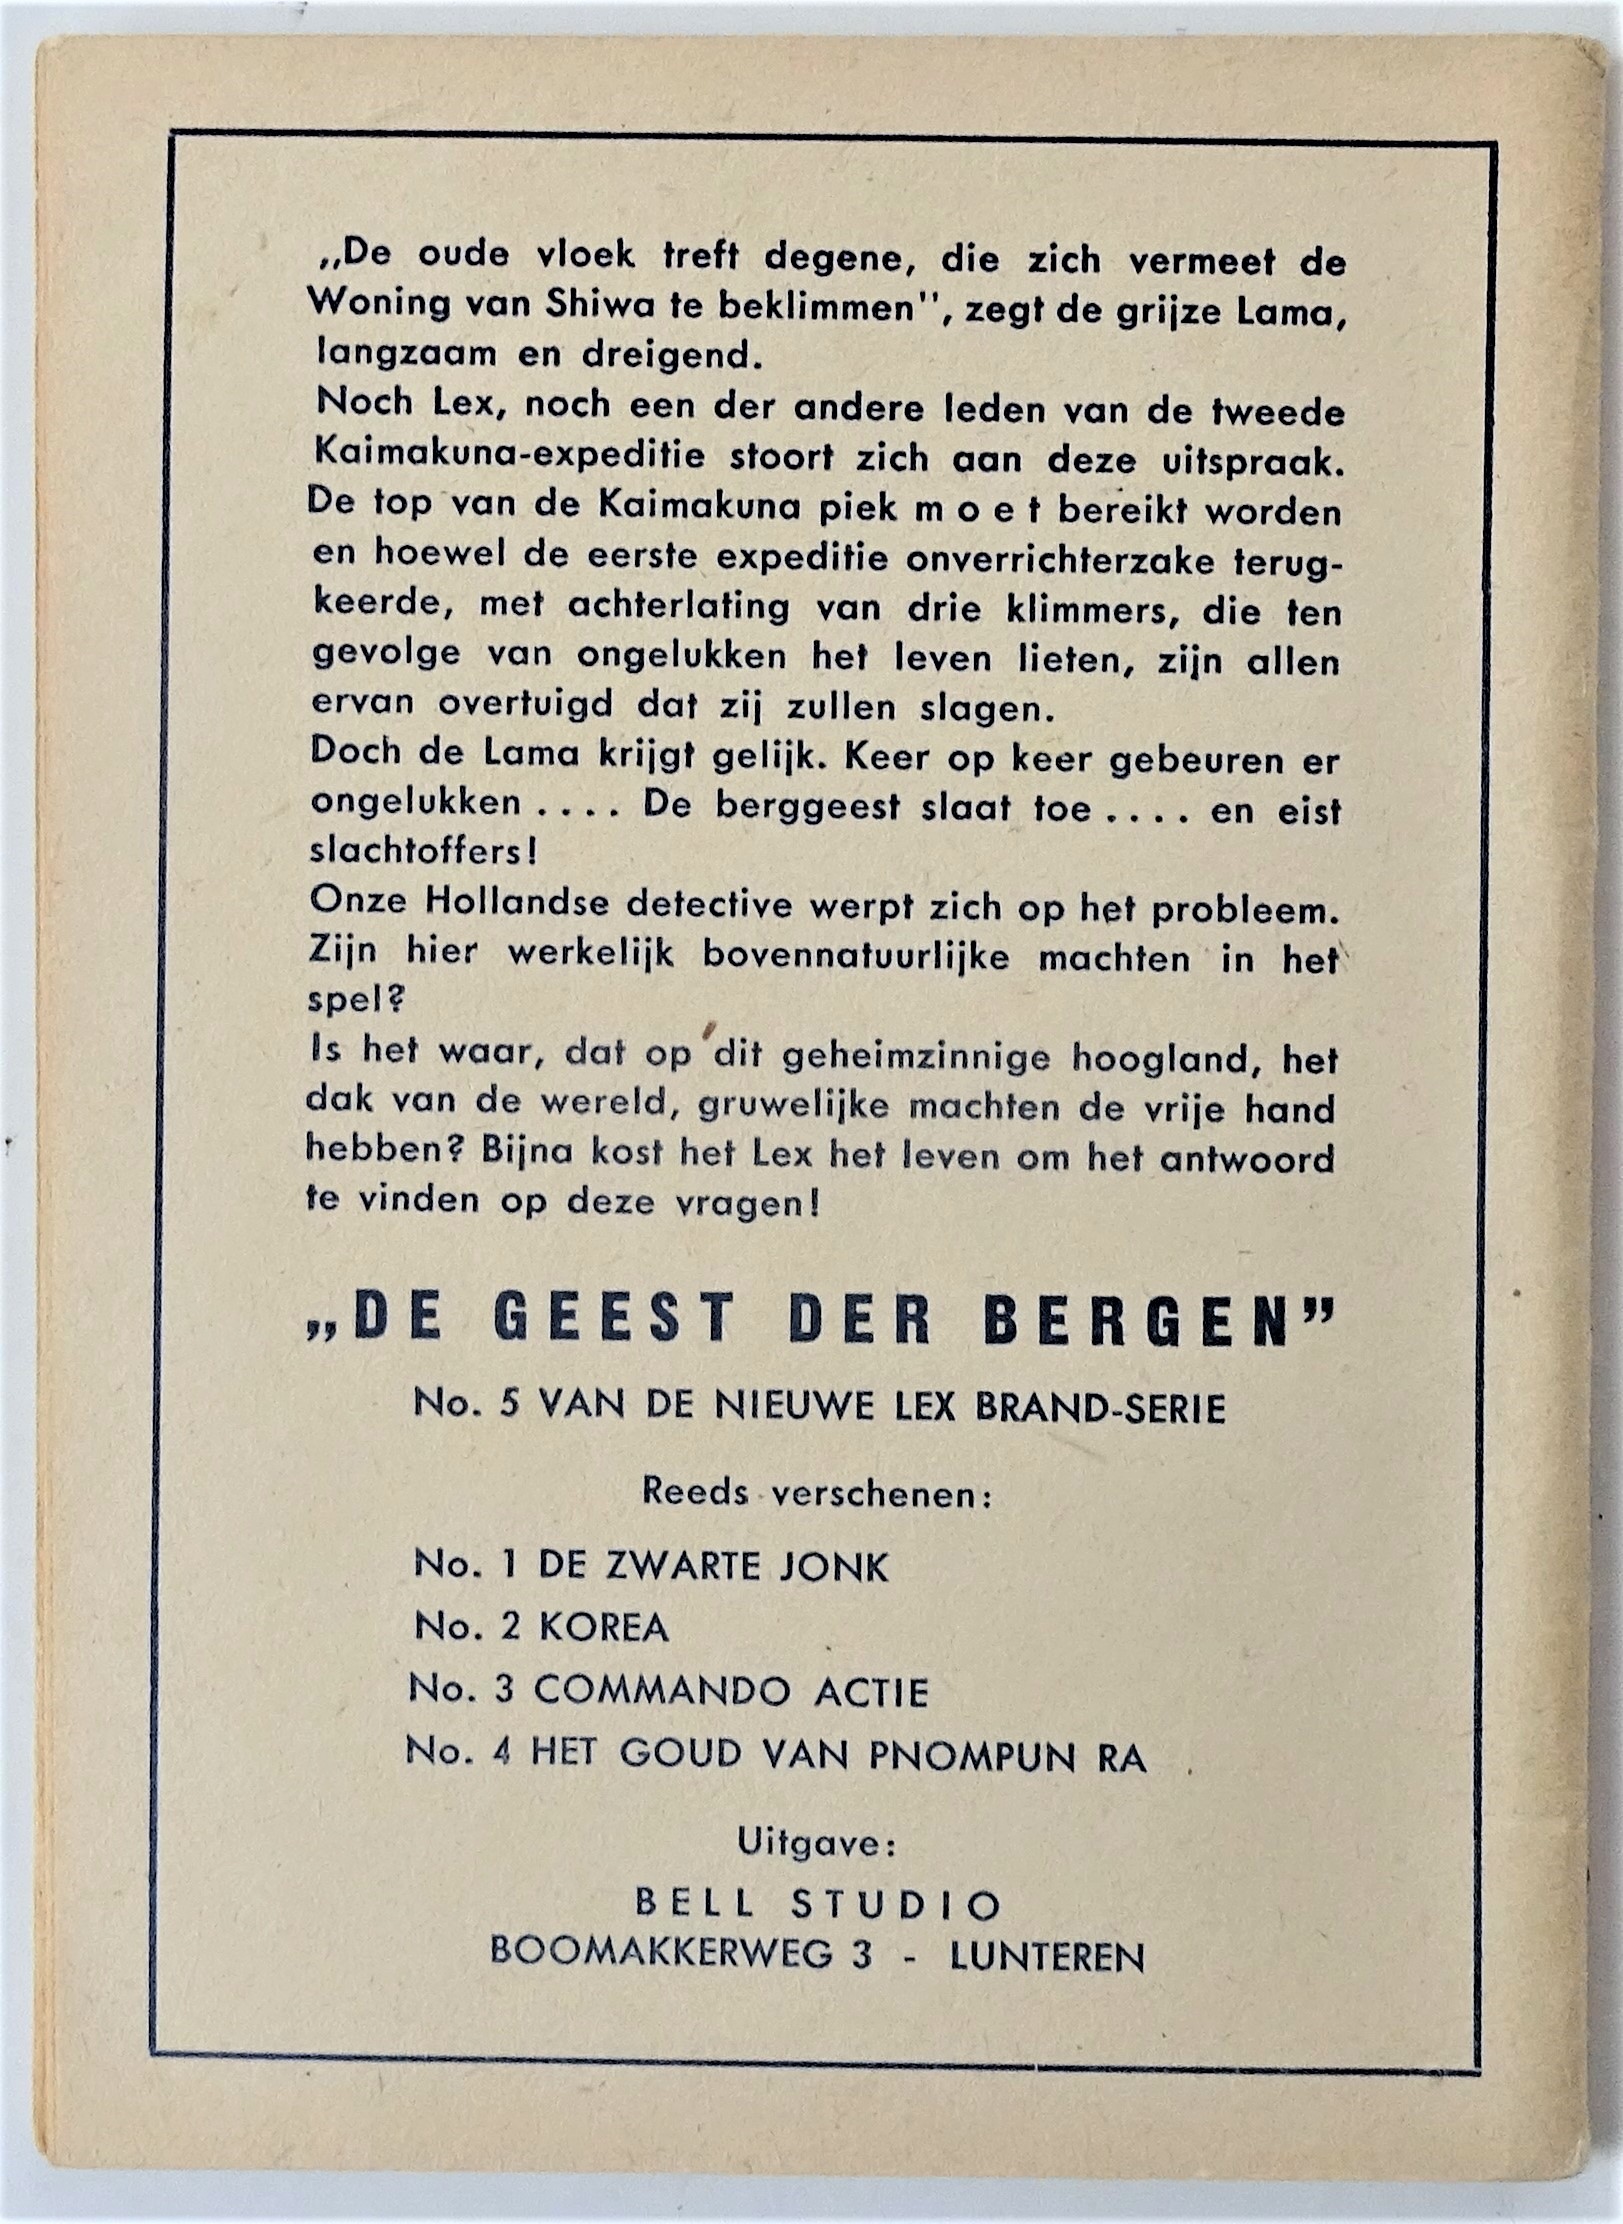 „De oude vloek treft degene, die zich vermeet de
Woning van Shiwa te beklimmen", zegt de grijze Lama,
langzaam en dreigend.
Noch Lex, noch een der andere leden van de tweede
Kaimakuna-expeditie stoort zich aan deze uitspraak.
De top van de Kaimakuna piek m o e t bereikt worden
en hoewel de eerste expeditie onverrichterzake terug-
keerde, met achterlating van drie klimmers, die ten
gevolge van ongelukken het leven lieten, zijn allen
ervan overtuigd dat zij zullen slagen.
Doch de Lama krijgt gelijk. Keer op keer gebeuren er
ongelukken . . . . De berggeest slaat toe . . . . en eist
slachtoffers!
Onze Hollandse detective werpt zich op het probleem.
Zijn hier werkelijk bovennatuurlijke machten in het
spel?
Is het waar, dat op dit geheimzinnige hoogland, het
dak van de wereld, gruwelijke machten de vrije hand
hebben? Bijna kost het Lex het leven om het antwoord
te vinden op deze vragen!
„DE GEEST DER BERGEN”
No. 5 VAN DE NIEUWE LEX BRAND-SERIE
Reeds verschenen:
No. 1 DE ZWARTE JONK
No. 2 KOREA
No. 3 COMMANDO ACTIE
No. 4 HET GOUD VAN PNOMPUN RA
Uitgave:
BELL STUDIO
BOOMAKKERWEG 3 - LUNTEREN